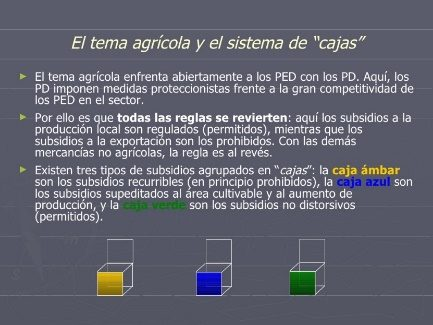 El tema agrícola y el sistema de “cajas”
► El tema agrícola enfrenta abiertamente a los PED con los PD. Aquí, los
PD imponen medidas proteccionistas frente a la gran competitividad de
los PED en el sector.
► Por ello es que todas las reglas se revierten: aquí los subsidios a la
producción local son regulados (permitidos), mientras que los
subsidios a la exportación son los prohibidos. Con las demás
mercancías no agrícolas, la regla es al revés.
► Existen tres tipos de subsidios agrupados en “cajas”: la caja ámbar
son los subsidios recurribles (en principio prohibidos), la caja azul son
los subsidios supeditados al área cultivable y al aumento de
producción, y la caja verde son los subsidios no distorsivos
(permitidos).